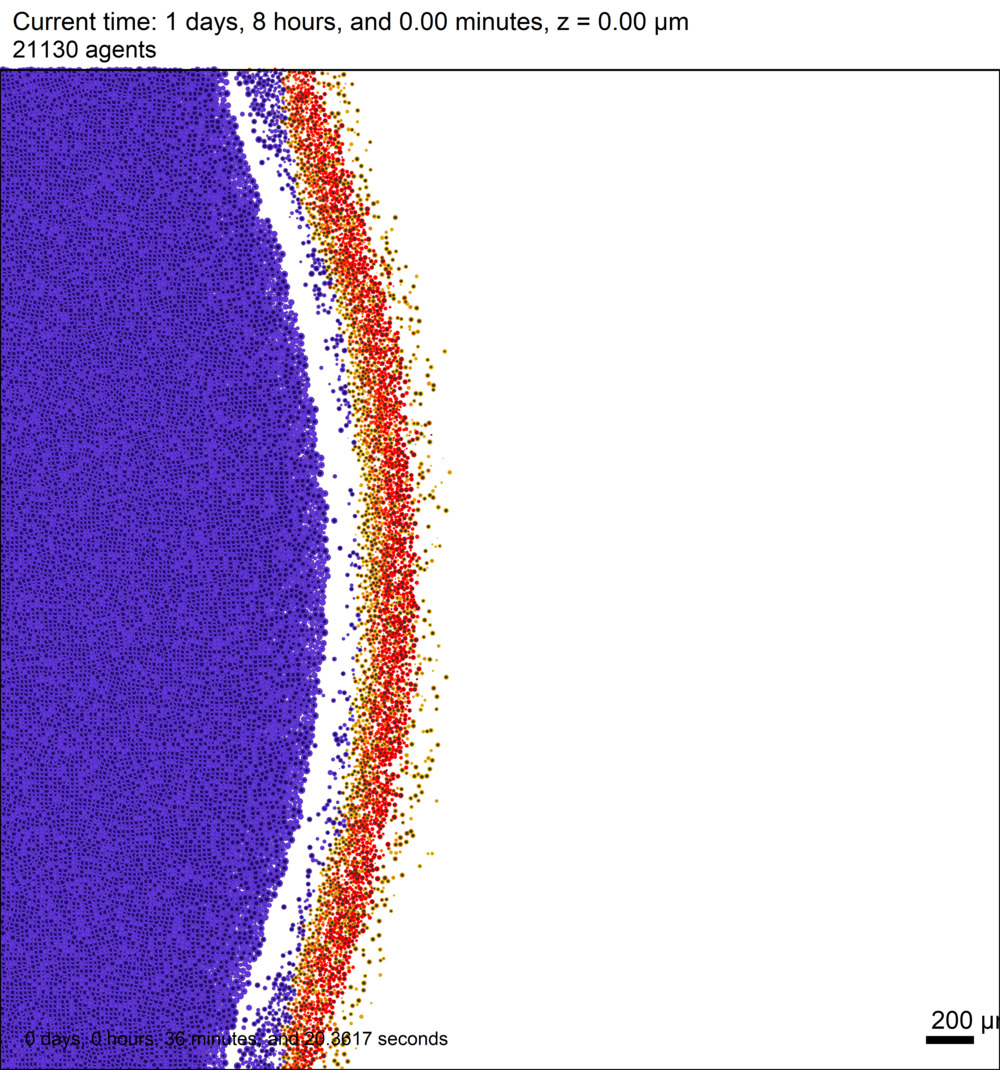 Current time: 1 days, 8 hours, and 0.00 minutes, z = 0.00 μm
21130 agents
200 μm
0 days, 0 hours, 36 minutes, and 20.3617 seconds